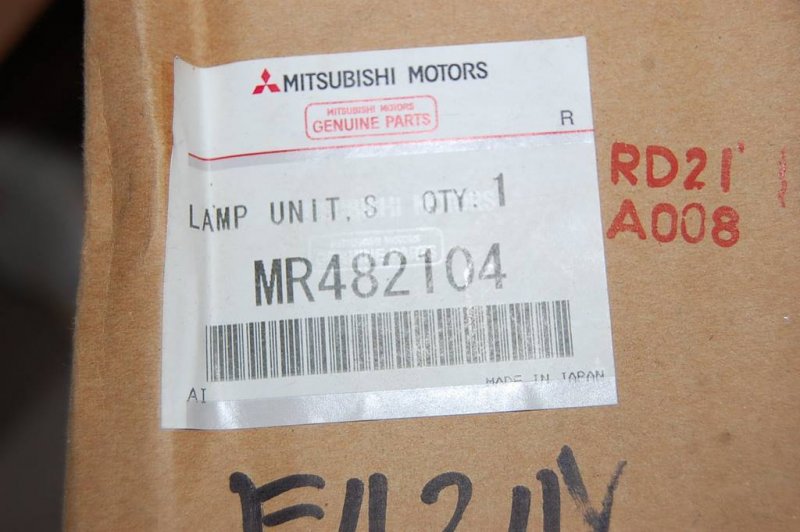 MITSUBISHI MOTORS
MITSUBISHI MOTORS
GENUINE PARTS
R
LAMP UNIT, S QTY 1
MR482104
AI
MADE IN JAPAN
RD21
A008